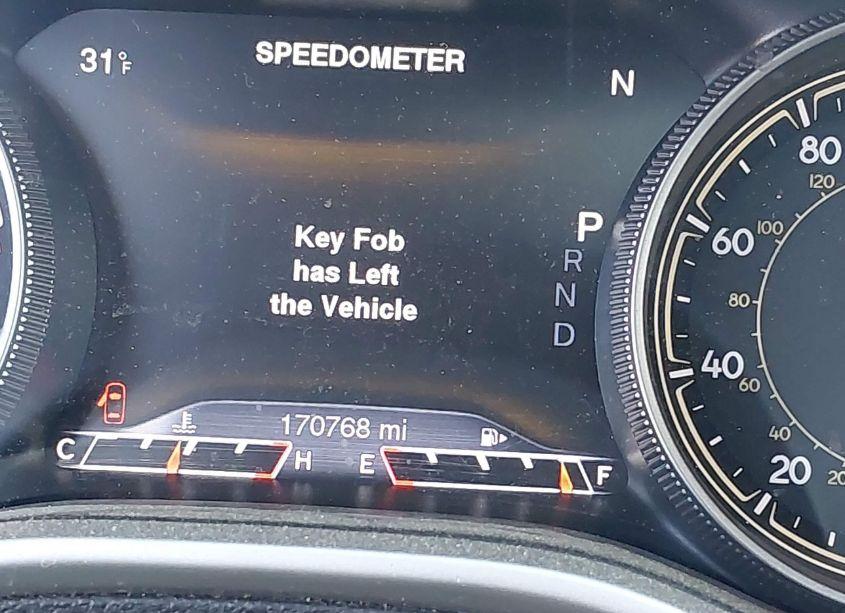 31°F
SPEEDOMETER
N
Key Fob
has Left
the Vehicle
P
R
N
D
170768 mi
C H
E F
80
120
60
100
80
40
60
40
20
20